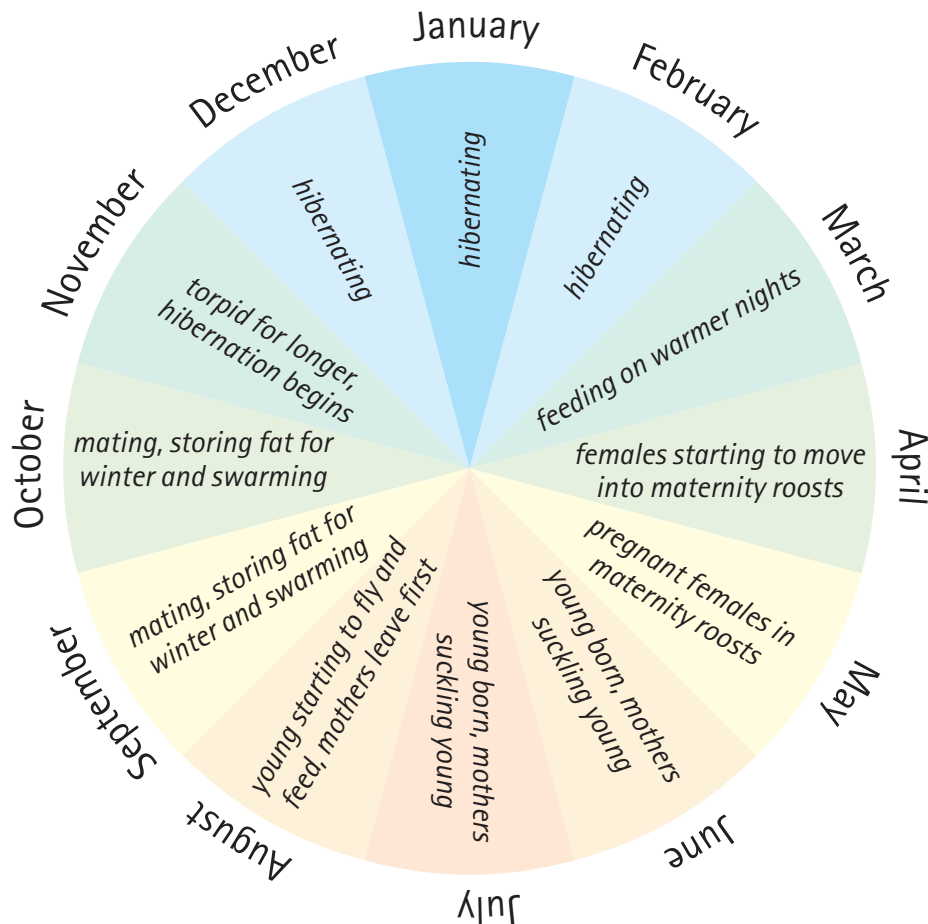 January
hibernating
February
hibernating
March
feeding on warmer nights
April
females starting to move
into maternity roosts
May
pregnant females in
maternity roosts
June
young born, mothers
suckling young
July
young born, mothers
suckling young
August
young starting to fly and
feed, mothers leave first
September
mating, storing fat for
winter and swarming
October
mating, storing fat for
winter and swarming
November
torpid for longer,
hibernation begins
December
hibernating